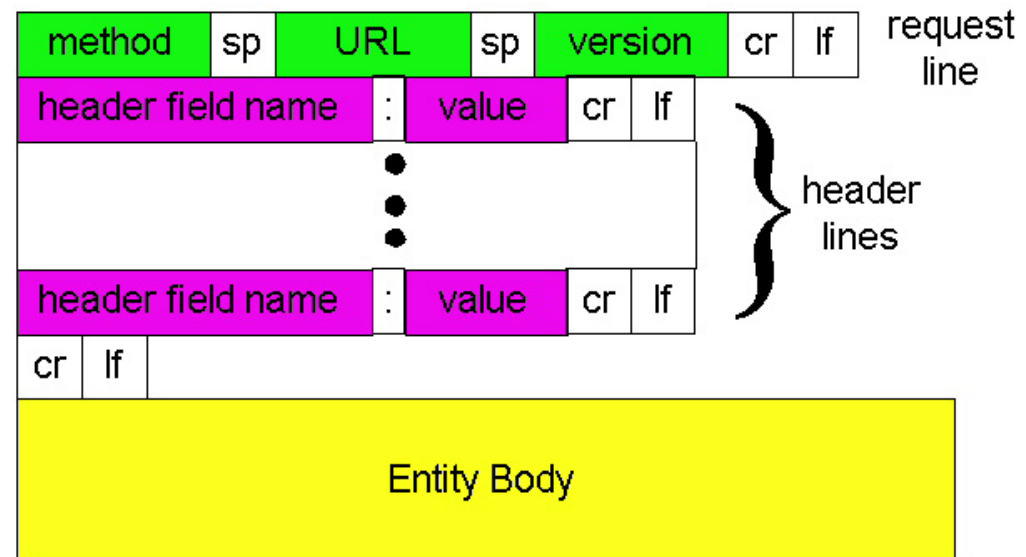 method sp URL sp version cr lf request line
header field name : value cr lf
header lines
header field name : value cr lf
cr lf
Entity Body